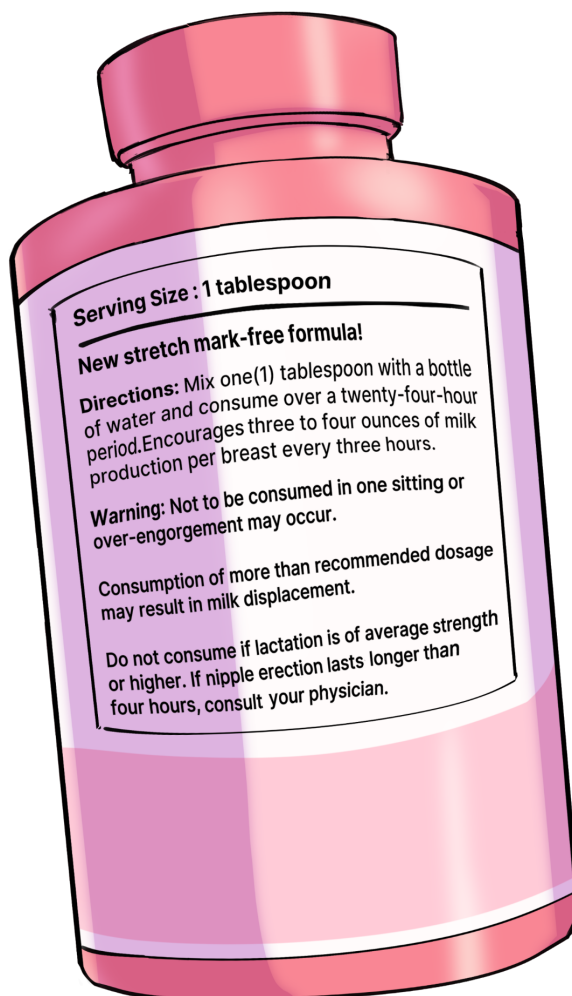 Serving Size : 1 tablespoon
New stretch mark-free formula!
Directions: Mix one(1) tablespoon with a bottle
of water and consume over a twenty-four-hour
period.Encourages three to four ounces of milk
production per breast every three hours.
Warning: Not to be consumed in one sitting or
over-engorgement may occur.
Consumption of more than recommended dosage
may result in milk displacement.
Do not consume if lactation is of average strength
or higher. If nipple erection lasts longer than
four hours, consult your physician.